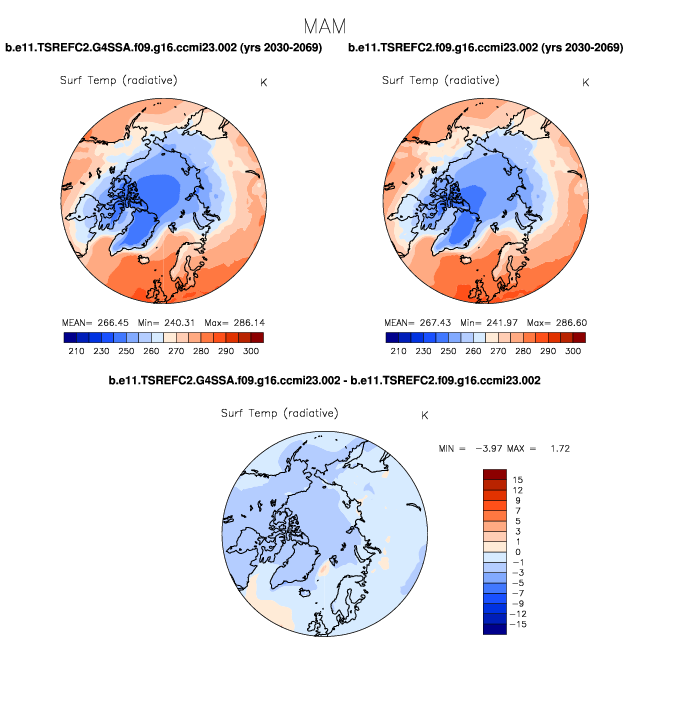 MAM
b.e11.TSREFC2.G4SSA.f09.g16.ccmi23.002 (yrs 2030-2069)
b.e11.TSREFC2.f09.g16.ccmi23.002 (yrs 2030-2069)
Surf Temp (radiative) K
Surf Temp (radiative) K
MEAN= 266.45 Min= 240.31 Max= 286.14
MEAN= 267.43 Min= 241.97 Max= 286.60
210 230 250 260 270 280 290 300
210 230 250 260 270 280 290 300
b.e11.TSREFC2.G4SSA.f09.g16.ccmi23.002 - b.e11.TSREFC2.f09.g16.ccmi23.002
Surf Temp (radiative) K
MIN = -3.97 MAX = 1.72
15
12
9
7
5
3
1
0
-1
-3
-5
-7
-9
-12
-15